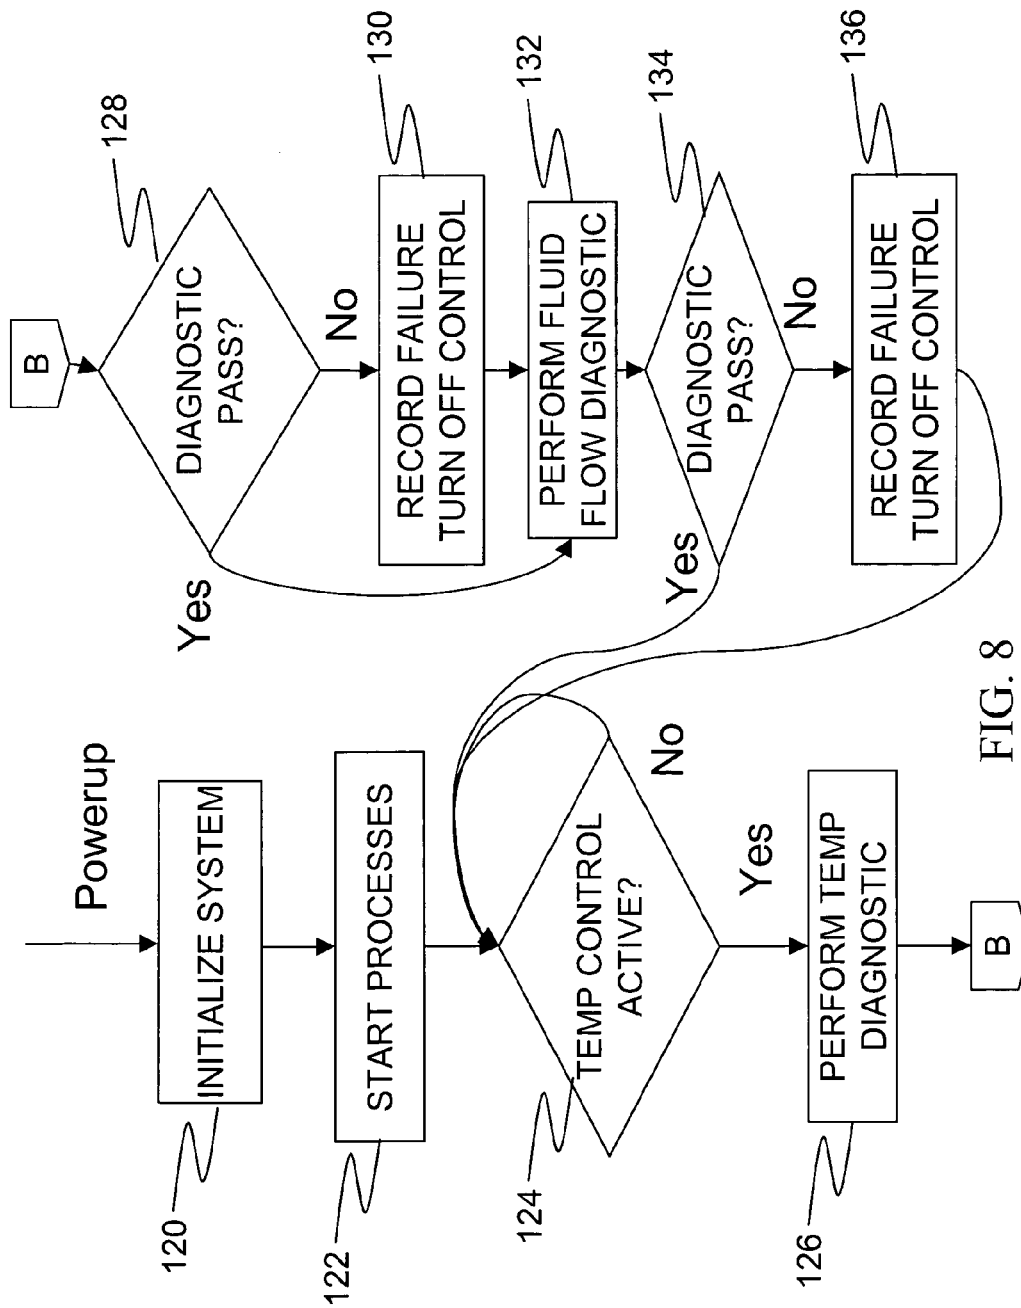 Powerup
INITIALIZE SYSTEM
120
START PROCESSES
122
TEMP CONTROL
ACTIVE?
124
No
Yes
PERFORM TEMP
DIAGNOSTIC
126
B
B
DIAGNOSTIC
PASS?
128
Yes
No
RECORD FAILURE
TURN OFF CONTROL
130
PERFORM FLUID
FLOW DIAGNOSTIC
132
DIAGNOSTIC
PASS?
134
Yes
No
RECORD FAILURE
TURN OFF CONTROL
136
FIG. 8